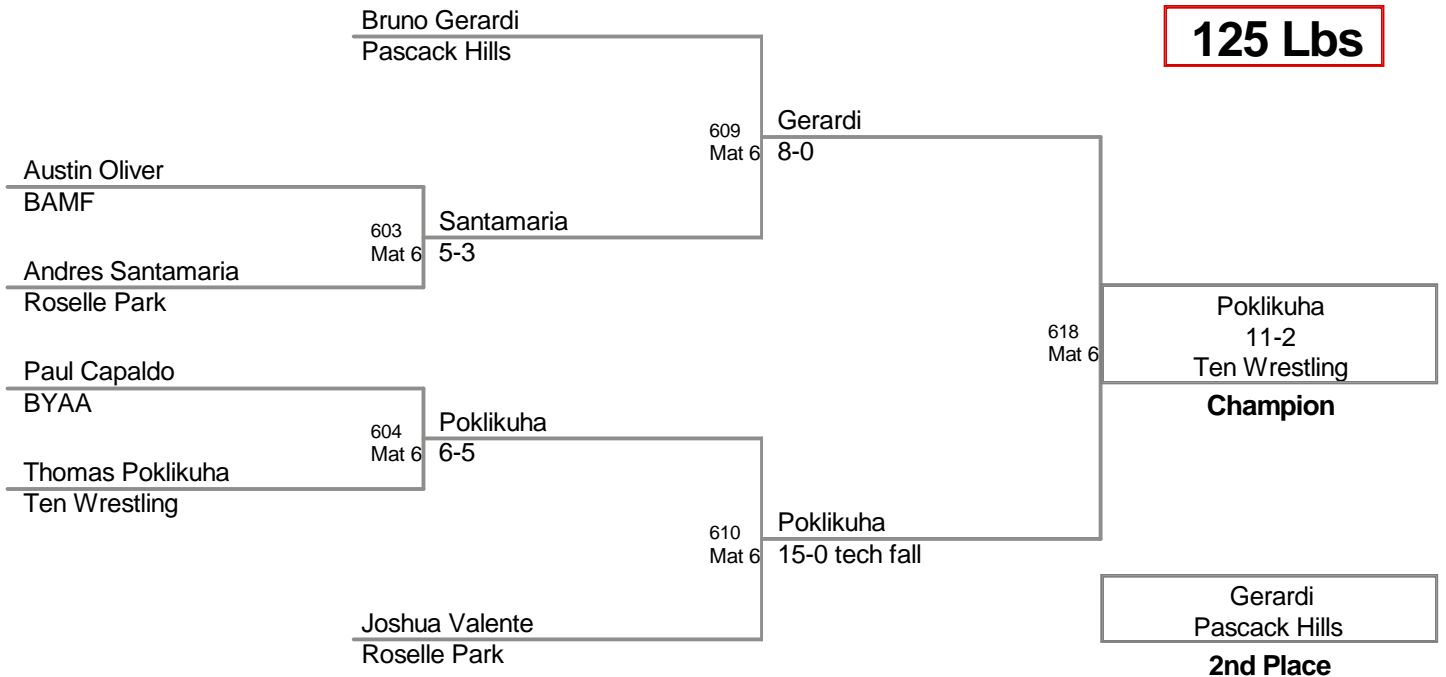 Bruno Gerardi
Pascack Hills
125 Lbs
609
Mat 6
Gerardi
8-0
Austin Oliver
BAMF
603
Mat 6
Santamaria
5-3
Andres Santamaria
Roselle Park
618
Mat 6
Poklikuha
11-2
Ten Wrestling
Champion
Paul Capaldo
BYAA
604
Mat 6
Poklikuha
6-5
Thomas Poklikuha
Ten Wrestling
610
Mat 6
Poklikuha
15-0 tech fall
Joshua Valente
Roselle Park
Gerardi
Pascack Hills
2nd Place